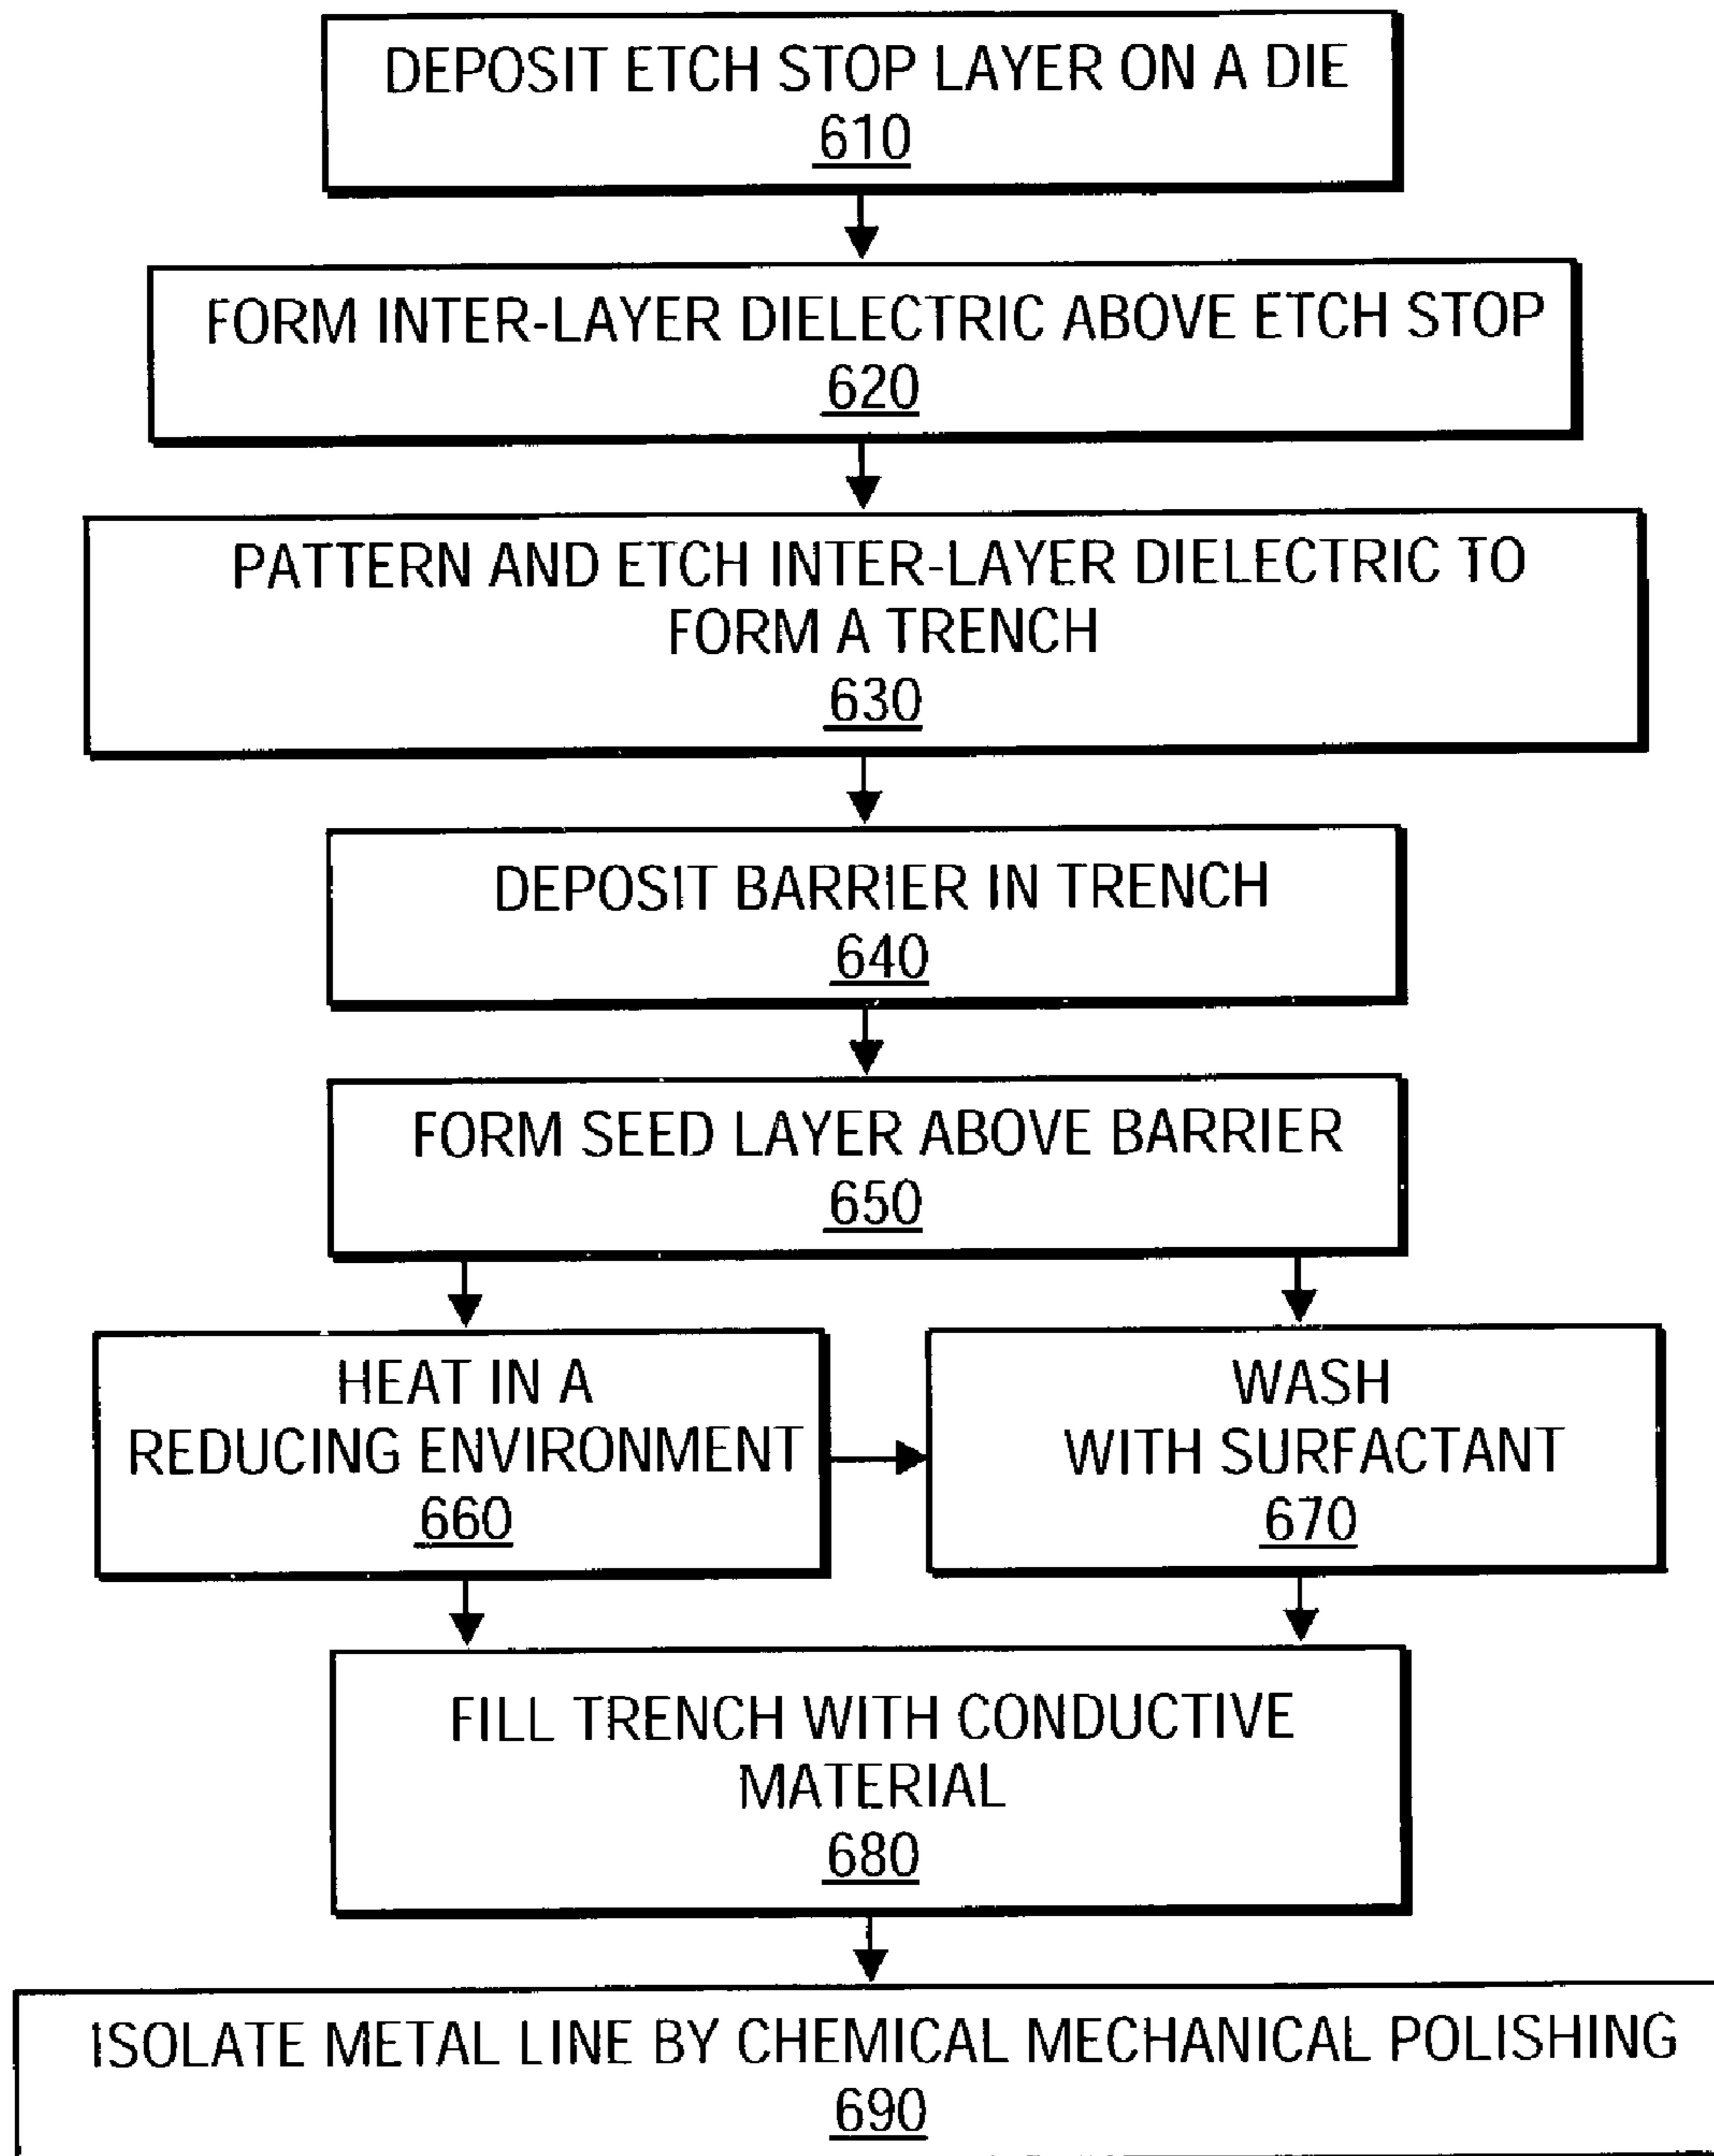 DEPOSIT ETCH STOP LAYER ON A DIE
610
FORM INTER-LAYER DIELECTRIC ABOVE ETCH STOP
620
PATTERN AND ETCH INTER-LAYER DIELECTRIC TO
FORM A TRENCH
630
DEPOSIT BARRIER IN TRENCH
640
FORM SEED LAYER ABOVE BARRIER
650
HEAT IN A
REDUCING ENVIRONMENT
660
WASH
WITH SURFACTANT
670
FILL TRENCH WITH CONDUCTIVE
MATERIAL
680
ISOLATE METAL LINE BY CHEMICAL MECHANICAL POLISHING
690